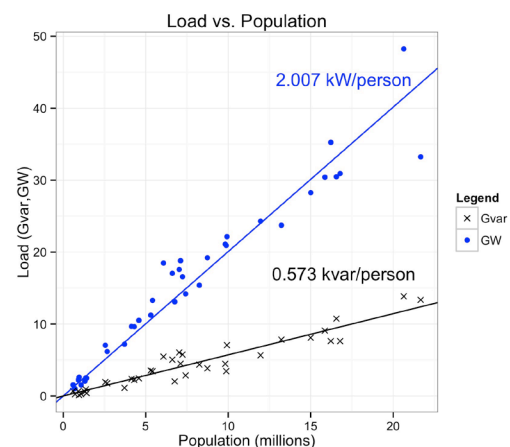 Load vs. Population
50
2.007 kW/person
40
30
Load (Gvar,GW)
Legend
Gvar
GW
20
0.573 kvar/person
10
0
0 5 10 15 20
Population (millions)